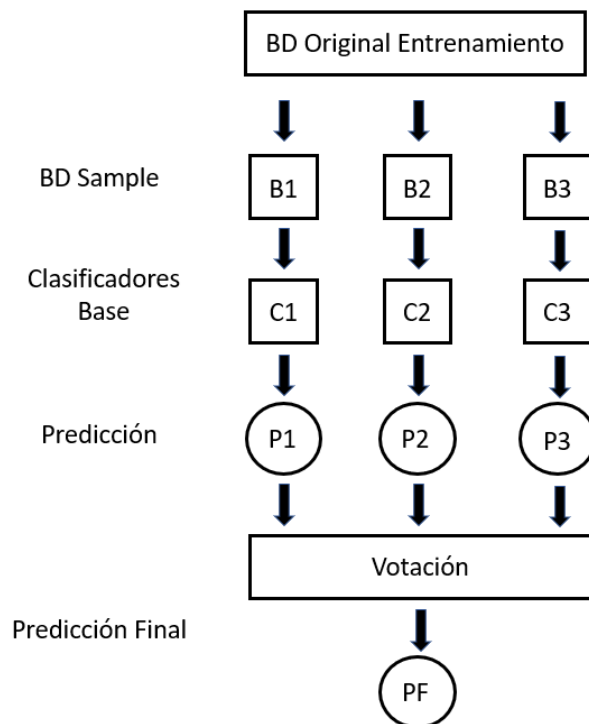 BD Original Entrenamiento
BD Sample
B1
B2
B3
Clasificadores
Base
C1
C2
C3
Predicción
P1
P2
P3
Votación
Predicción Final
PF